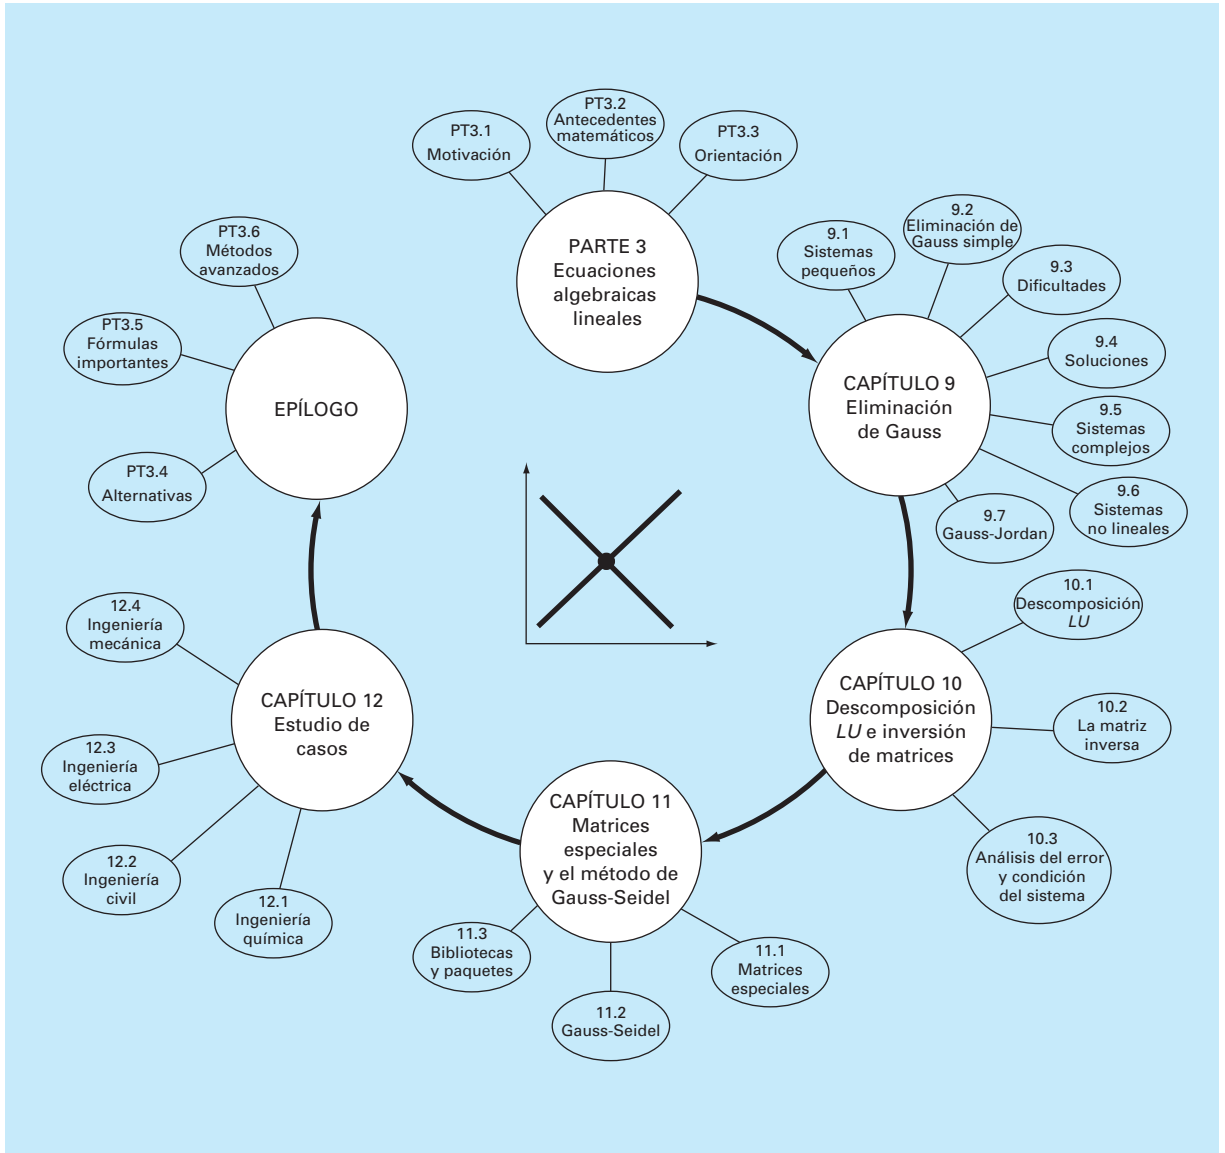 PT3.1
Motivación
PT3.2
Antecedentes
matemáticos
PT3.3
Orientación
PARTE 3
Ecuaciones
algebraicas
lineales
9.1
Sistemas
pequeños
9.2
Eliminación de
Gauss simple
9.3
Dificultades
9.4
Soluciones
9.5
Sistemas
complejos
9.6
Sistemas
no lineales
9.7
Gauss-Jordan
CAPÍTULO 9
Eliminación
de Gauss
10.1
Descomposición
LU
10.2
La matriz
inversa
10.3
Análisis del error
y condición
del sistema
CAPÍTULO 10
Descomposición
LU e inversión
de matrices
CAPÍTULO 11
Matrices
especiales
y el método de
Gauss-Seidel
11.1
Matrices
especiales
11.2
Gauss-Seidel
11.3
Bibliotecas
y paquetes
CAPÍTULO 12
Estudio de
casos
12.1
Ingeniería
química
12.2
Ingeniería
civil
12.3
Ingeniería
eléctrica
12.4
Ingeniería
mecánica
EPÍLOGO
PT3.4
Alternativas
PT3.5
Fórmulas
importantes
PT3.6
Métodos
avanzados